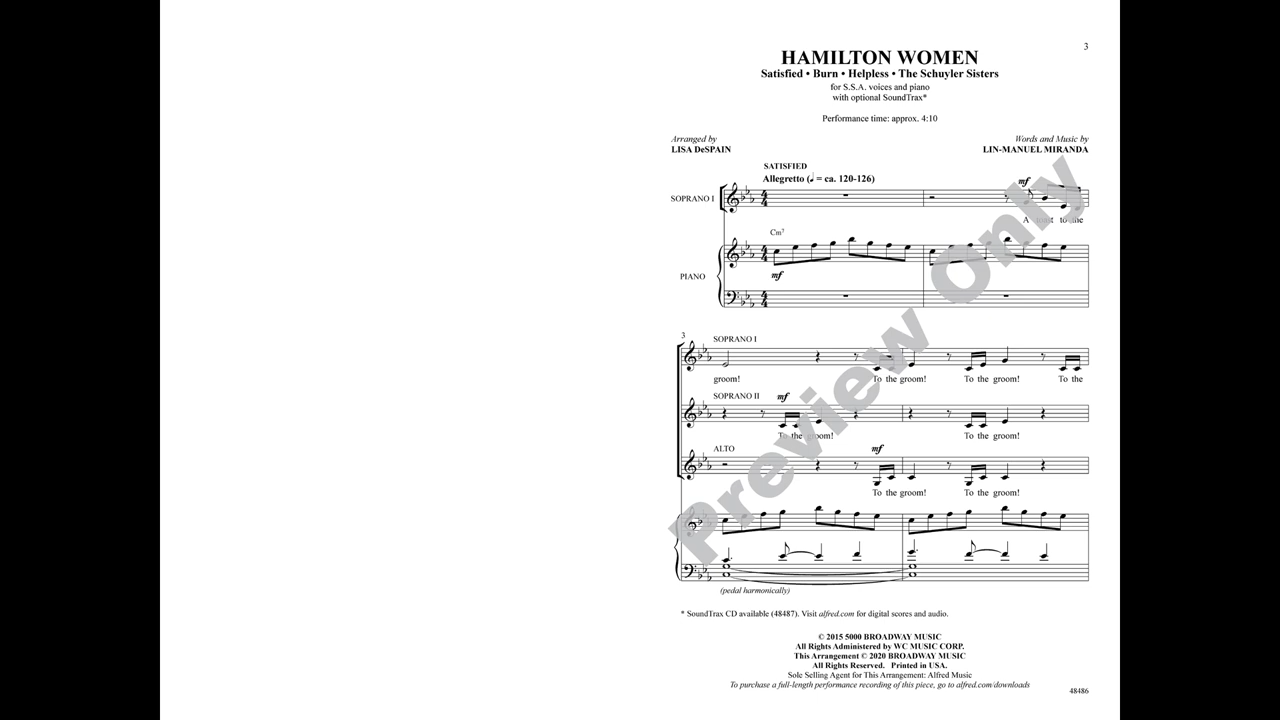 3
HAMILTON WOMEN
Satisfied • Burn • Helpless • The Schuyler Sisters
for S.S.A. voices and piano
with optional SoundTrax*
Performance time: approx. 4:10
Arranged by
LISA DeSPAIN
Words and Music by
LIN-MANUEL MIRANDA
SATISFIED
Allegretto (♩ = ca. 120-126)
SOPRANO I
mf
A toast to the
Cm7
PIANO
mf
3
SOPRANO I
groom! To the groom! To the groom! To the
SOPRANO II
mf
To the groom! To the groom!
ALTO
mf
To the groom! To the groom!
(pedal harmonically)
Preview Only
* SoundTrax CD available (48487). Visit alfred.com for digital scores and audio.
© 2015 5000 BROADWAY MUSIC
All Rights Administered by WC MUSIC CORP.
This Arrangement © 2020 BROADWAY MUSIC
All Rights Reserved. Printed in USA.
Sole Selling Agent for This Arrangement: Alfred Music
To purchase a full-length performance recording of this piece, go to alfred.com/downloads
48486